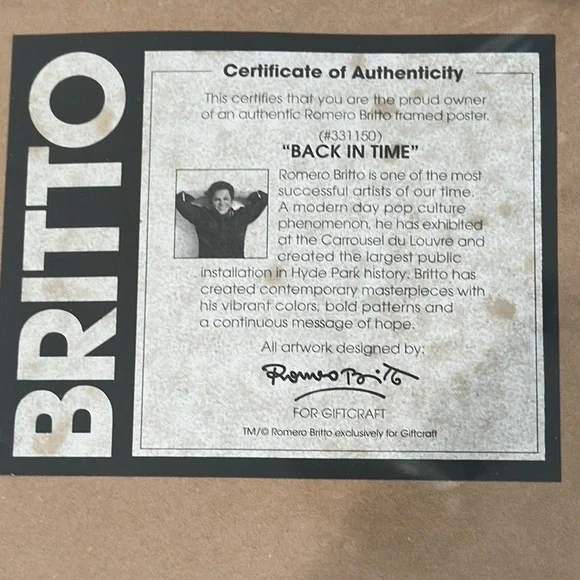 BRITTO
Certificate of Authenticity
This certifies that you are the proud owner
of an authentic Romero Britto framed poster.
(#331150)
"BACK IN TIME"
Romero Britto is one of the most
successful artists of our time.
A modern day pop culture
phenomenon, he has exhibited
at the Carrousel du Louvre and
created the largest public
installation in Hyde Park history. Britto has
created contemporary masterpieces with
his vibrant colors, bold patterns and
a continuous message of hope.
All artwork designed by:
Romero Britto
FOR GIFTCRAFT
TM/© Romero Britto exclusively for Giftcraft